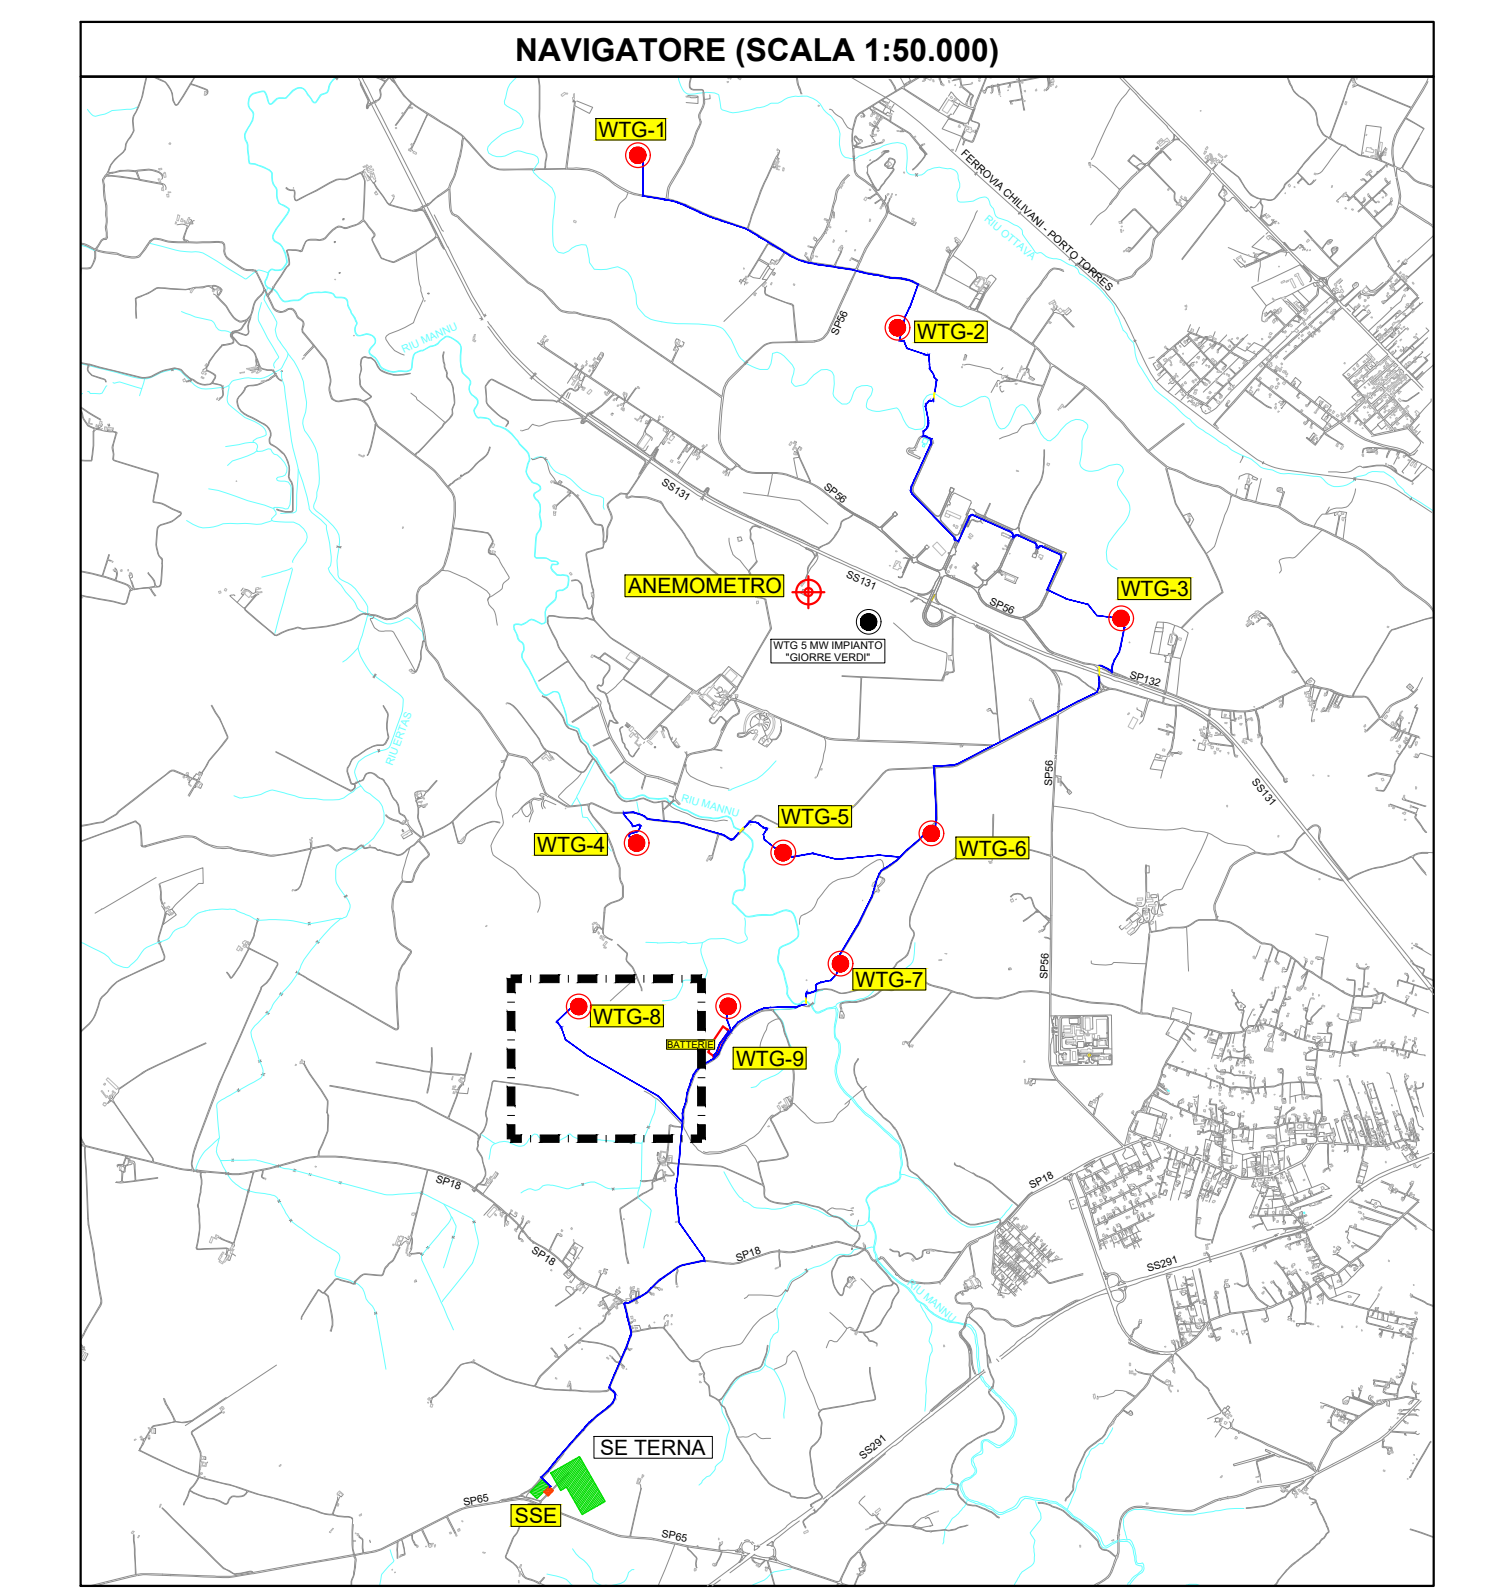 NAVIGATORE (SCALA 1:50.000)
WTG-1
FERROVIA CHILIVANI - PORTO TORRES
RIU OTTAVA
RIU MANNU
SP56
WTG-2
SS131
SP56
ANEMOMETRO
SS131
SP56
WTG-3
WTG 5 MW IMPIANTO
"GIORRE VERDI"
SP132
RIU ERTAS
SP56
SS131
RIU MANNU
WTG-5
WTG-4
WTG-6
SP56
WTG-7
WTG-8
BATTERIE
WTG-9
SP18
SP18
SP18
SP18
SS291
RIU MANNU
SE TERNA
SS291
SP65
SSE
SP65